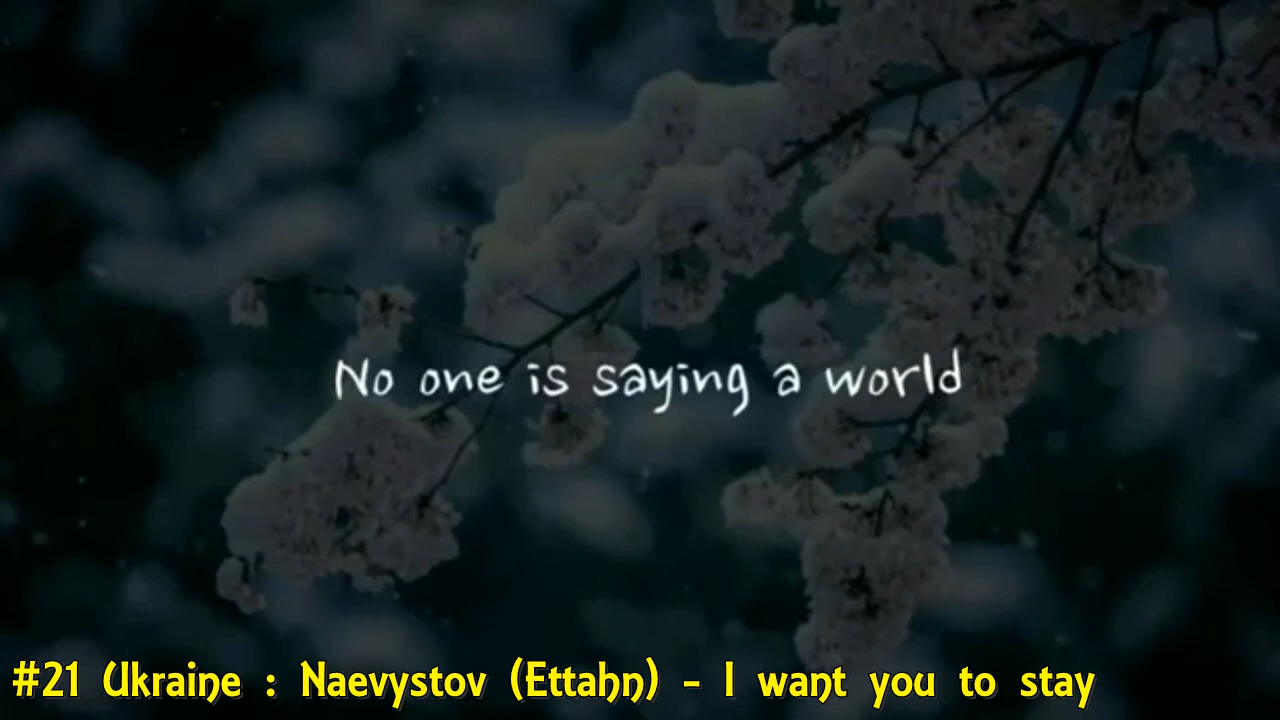 No one is saying a world
#21 Ukraine : Naevystov (Ettahn) - I want you to stay